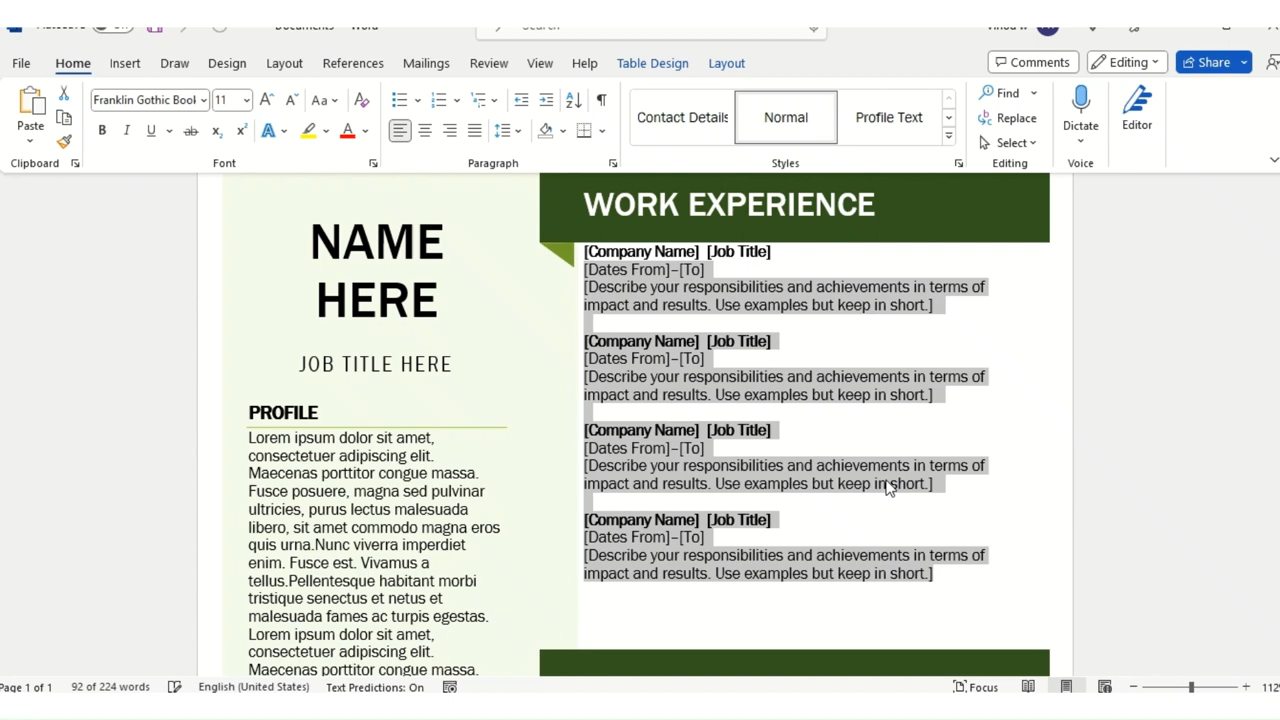 File Home Insert Draw Design Layout References Mailings Review View Help Table Design Layout Comments Editing Share
Franklin Gothic Book 11
Paste
Clipboard
Font
Paragraph
Contact Details Normal Profile Text
Styles
Find
Replace
Select
Editing
Dictate
Voice
Editor
NAME
HERE
JOB TITLE HERE
PROFILE
Lorem ipsum dolor sit amet,
consectetuer adipiscing elit.
Maecenas porttitor congue massa.
Fusce posuere, magna sed pulvinar
ultricies, purus lectus malesuada
libero, sit amet commodo magna eros
quis urna.Nunc viverra imperdiet
enim. Fusce est. Vivamus a
tellus.Pellentesque habitant morbi
tristique senectus et netus et
malesuada fames ac turpis egestas.
Lorem ipsum dolor sit amet,
consectetuer adipiscing elit.
Maecenas porttitor congue massa.
WORK EXPERIENCE
[Company Name]  [Job Title]
[Dates From]–[To]
[Describe your responsibilities and achievements in terms of
impact and results. Use examples but keep in short.]
[Company Name]  [Job Title]
[Dates From]–[To]
[Describe your responsibilities and achievements in terms of
impact and results. Use examples but keep in short.]
[Company Name]  [Job Title]
[Dates From]–[To]
[Describe your responsibilities and achievements in terms of
impact and results. Use examples but keep in short.]
[Company Name]  [Job Title]
[Dates From]–[To]
[Describe your responsibilities and achievements in terms of
impact and results. Use examples but keep in short.]
Page 1 of 1 92 of 224 words English (United States) Text Predictions: On Focus